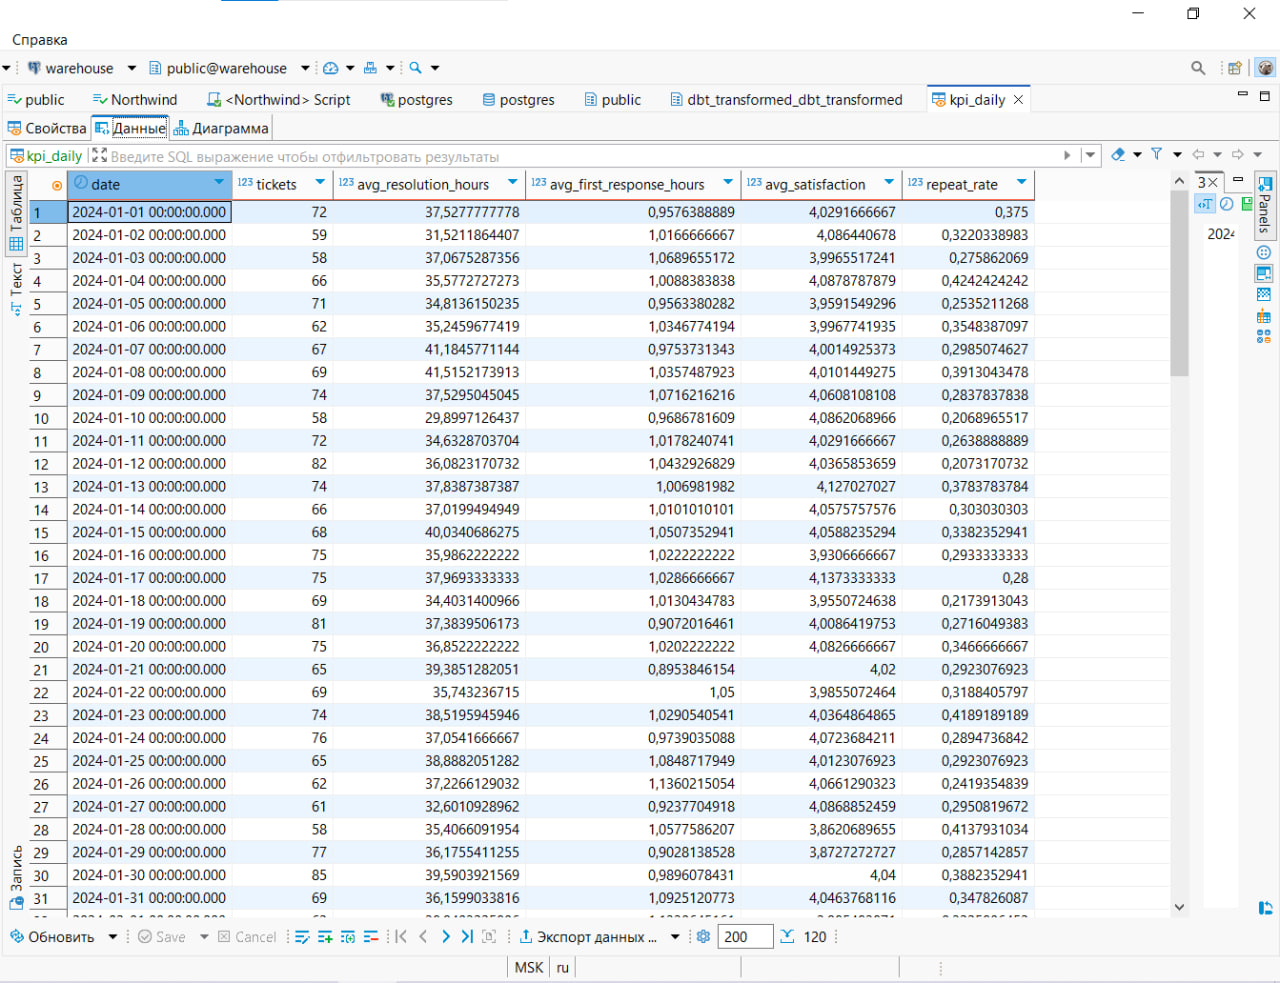 Справка
warehouse public@warehouse
public Northwind <Northwind> Script postgres postgres public dbt_transformed_dbt_transformed kpi_daily
Свойства Данные Диаграмма
kpi_daily Введите SQL выражение чтобы отфильтровать результаты
date 123 tickets 123 avg_resolution_hours 123 avg_first_response_hours 123 avg_satisfaction 123 repeat_rate
1 2024-01-01 00:00:00.000 72 37,5277777778 0,9576388889 4,0291666667 0,375
2 2024-01-02 00:00:00.000 59 31,5211864407 1,0166666667 4,086440678 0,3220338983
3 2024-01-03 00:00:00.000 58 37,0675287356 1,0689655172 3,9965517241 0,275862069
4 2024-01-04 00:00:00.000 66 35,5772727273 1,0088383838 4,0878787879 0,4242424242
5 2024-01-05 00:00:00.000 71 34,8136150235 0,9563380282 3,9591549296 0,2535211268
6 2024-01-06 00:00:00.000 62 35,2459677419 1,0346774194 3,9967741935 0,3548387097
7 2024-01-07 00:00:00.000 67 41,1845771144 0,9753731343 4,0014925373 0,2985074627
8 2024-01-08 00:00:00.000 69 41,5152173913 1,0357487923 4,0101449275 0,3913043478
9 2024-01-09 00:00:00.000 74 37,5295045045 1,0716216216 4,0608108108 0,2837837838
10 2024-01-10 00:00:00.000 58 29,8997126437 0,9686781609 4,0862068966 0,2068965517
11 2024-01-11 00:00:00.000 72 34,6328703704 1,0178240741 4,0291666667 0,2638888889
12 2024-01-12 00:00:00.000 82 36,0823170732 1,0432926829 4,0365853659 0,2073170732
13 2024-01-13 00:00:00.000 74 37,8387387387 1,006981982 4,127027027 0,3783783784
14 2024-01-14 00:00:00.000 66 37,0199494949 1,0101010101 4,0575757576 0,303030303
15 2024-01-15 00:00:00.000 68 40,0340686275 1,0507352941 4,0588235294 0,3382352941
16 2024-01-16 00:00:00.000 75 35,9862222222 1,0222222222 3,9306666667 0,2933333333
17 2024-01-17 00:00:00.000 75 37,9693333333 1,0286666667 4,1373333333 0,28
18 2024-01-18 00:00:00.000 69 34,4031400966 1,0130434783 3,9550724638 0,2173913043
19 2024-01-19 00:00:00.000 81 37,3839506173 0,9072016461 4,0086419753 0,2716049383
20 2024-01-20 00:00:00.000 75 36,8522222222 1,0202222222 4,0826666667 0,3466666667
21 2024-01-21 00:00:00.000 65 39,3851282051 0,8953846154 4,02 0,2923076923
22 2024-01-22 00:00:00.000 69 35,743236715 1,05 3,9855072464 0,3188405797
23 2024-01-23 00:00:00.000 74 38,5195945946 1,0290540541 4,0364864865 0,4189189189
24 2024-01-24 00:00:00.000 76 37,0541666667 0,9739035088 4,0723684211 0,2894736842
25 2024-01-25 00:00:00.000 65 38,8882051282 1,0848717949 4,0123076923 0,2923076923
26 2024-01-26 00:00:00.000 62 37,2266129032 1,1360215054 4,0661290323 0,2419354839
27 2024-01-27 00:00:00.000 61 32,6010928962 0,9237704918 4,0868852459 0,2950819672
28 2024-01-28 00:00:00.000 58 35,4066091954 1,0577586207 3,8620689655 0,4137931034
29 2024-01-29 00:00:00.000 77 36,1755411255 0,9028138528 3,8727272727 0,2857142857
30 2024-01-30 00:00:00.000 85 39,5903921569 0,9896078431 4,04 0,3882352941
31 2024-01-31 00:00:00.000 69 36,1599033816 1,0925120773 4,0463768116 0,347826087
Таблица
Текст
Запись
3
2024
Panels
Обновить Save Cancel Экспорт данных ... 200 120
MSK ru